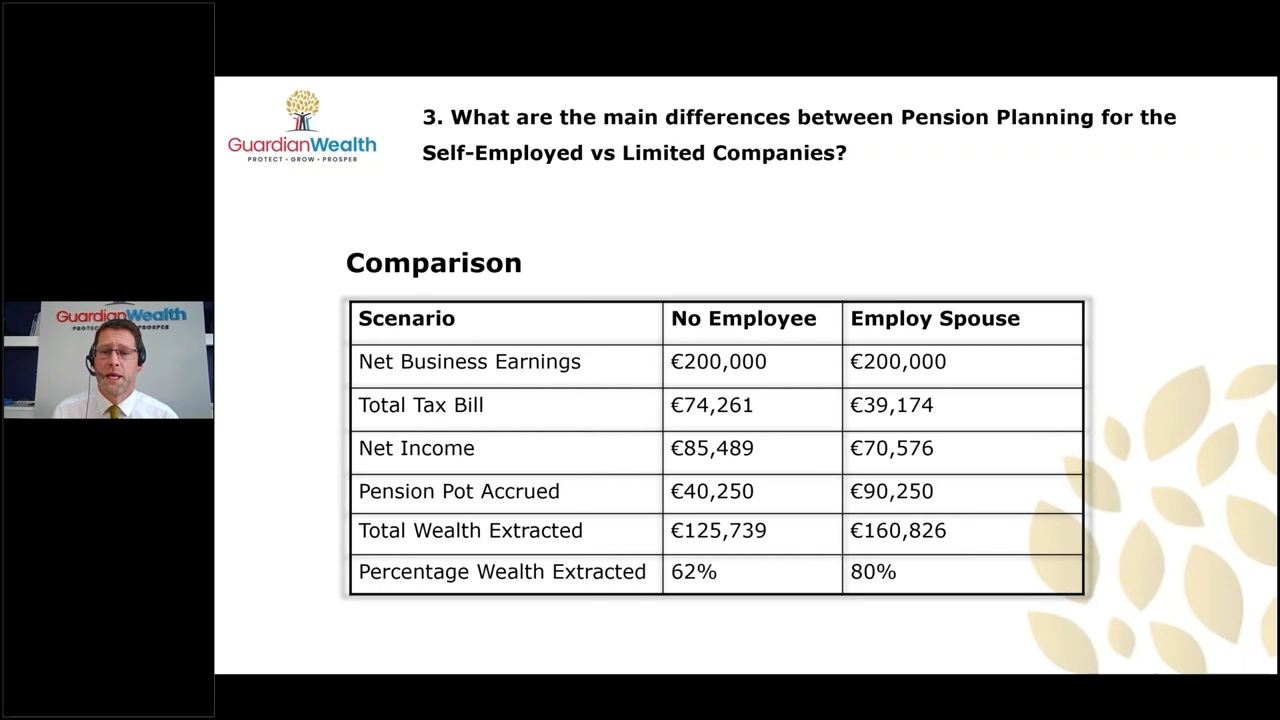 GuardianWealth
PROTECT • GROW • PROSPER
3. What are the main differences between Pension Planning for the
Self-Employed vs Limited Companies?
Comparison
Scenario No Employee Employ Spouse
Net Business Earnings €200,000 €200,000
Total Tax Bill €74,261 €39,174
Net Income €85,489 €70,576
Pension Pot Accrued €40,250 €90,250
Total Wealth Extracted €125,739 €160,826
Percentage Wealth Extracted 62% 80%
GuardianWealth